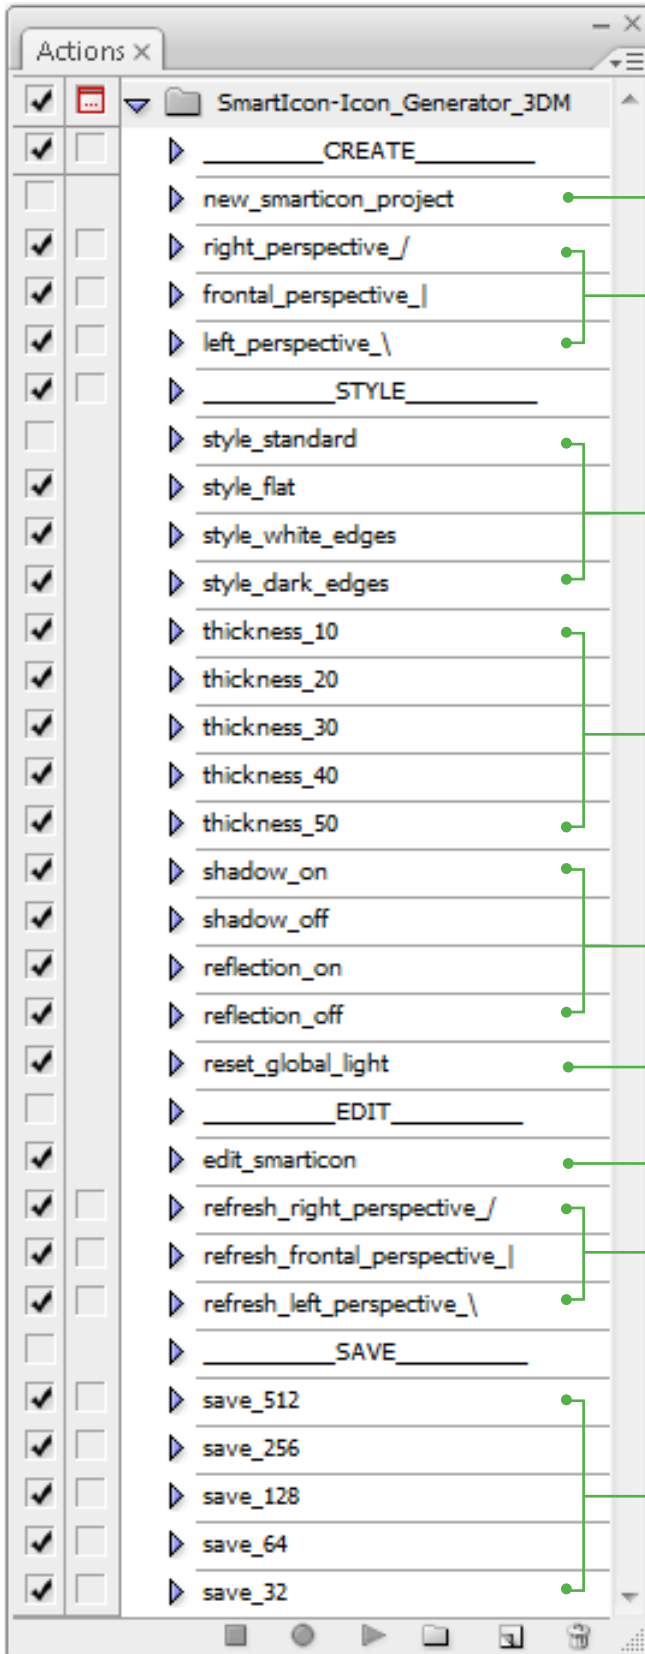 Actions
SmartIcon-Icon_Generator_3DM
_________CREATE_________
new_smarticon_project
right_perspective_/
frontal_perspective_|
left_perspective_\
__________STYLE__________
style_standard
style_flat
style_white_edges
style_dark_edges
thickness_10
thickness_20
thickness_30
thickness_40
thickness_50
shadow_on
shadow_off
reflection_on
reflection_off
reset_global_light
__________EDIT__________
edit_smarticon
refresh_right_perspective_/
refresh_frontal_perspective_|
refresh_left_perspective_\
__________SAVE__________
save_512
save_256
save_128
save_64
save_32